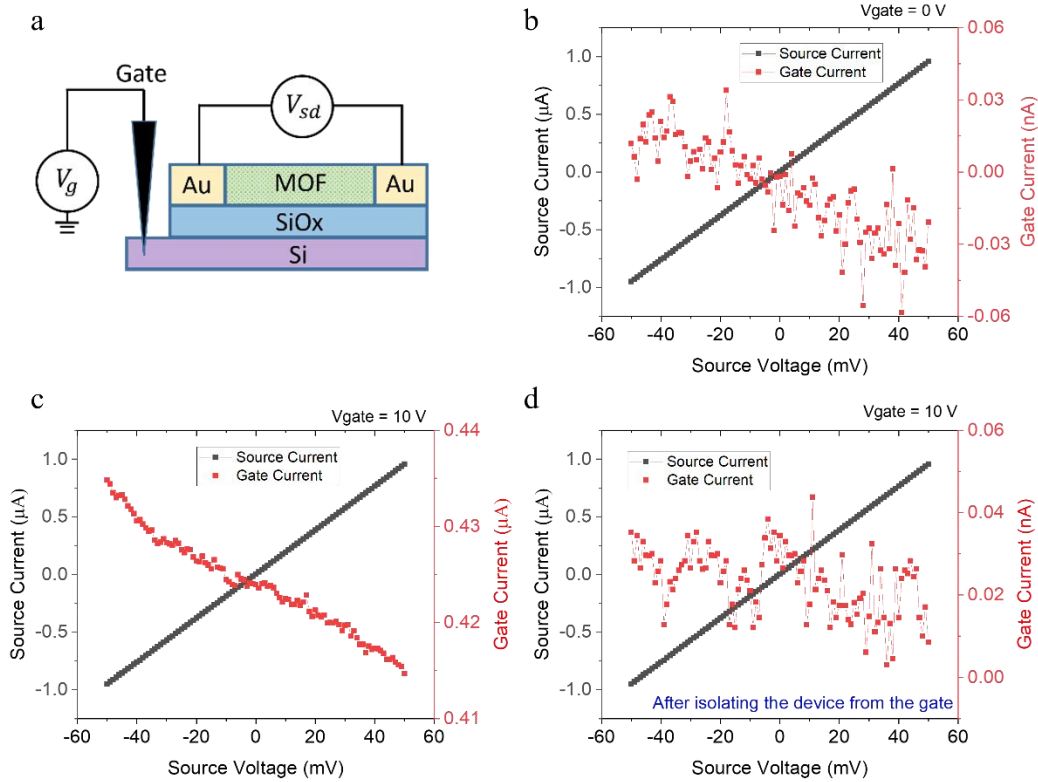 a
Gate
Vsd
Vg
Au
MOF
Au
SiOx
Si
b
Vgate = 0 V
Source Current
Gate Current
1.0
0.5
0.0
-0.5
-1.0
Source Current (μA)
0.06
0.03
0.00
-0.03
-0.06
Gate Current (nA)
-60 -40 -20 0 20 40 60
Source Voltage (mV)
c
Vgate = 10 V
Source Current
Gate Current
1.0
0.5
0.0
-0.5
-1.0
Source Current (μA)
0.44
0.43
0.42
0.41
Gate Current (μA)
-60 -40 -20 0 20 40 60
Source Voltage (mV)
d
Vgate = 10 V
Source Current
Gate Current
1.0
0.5
0.0
-0.5
-1.0
Source Current (μA)
0.06
0.04
0.02
0.00
Gate Current (nA)
After isolating the device from the gate
-60 -40 -20 0 20 40 60
Source Voltage (mV)